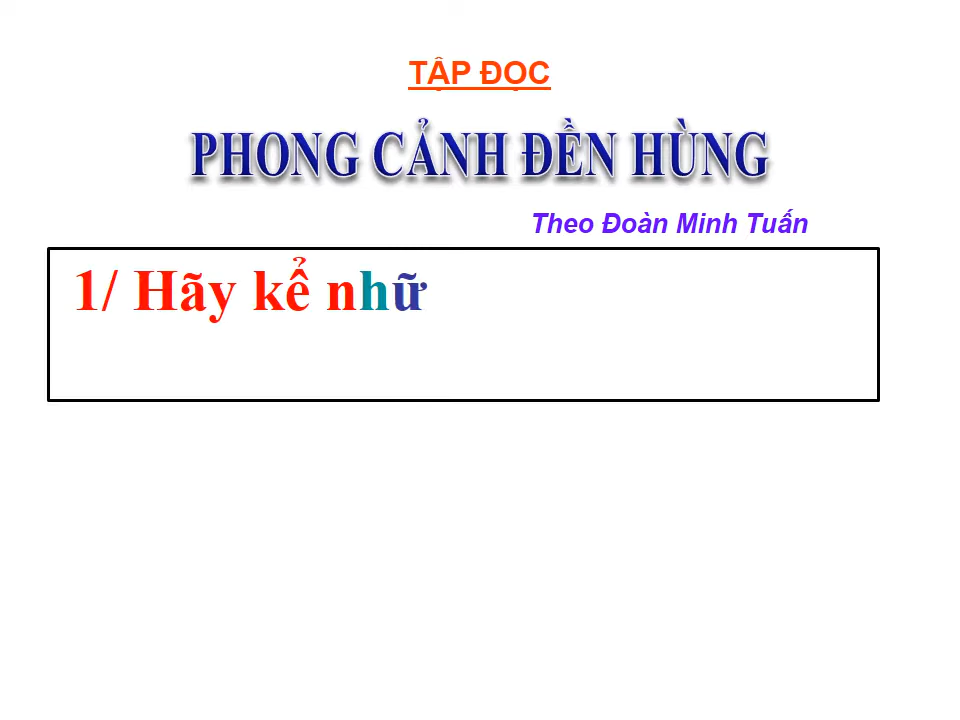 TẬP ĐỌC
PHONG CẢNH ĐỀN HÙNG
Theo Đoàn Minh Tuấn
1/ Hãy kể nhữ